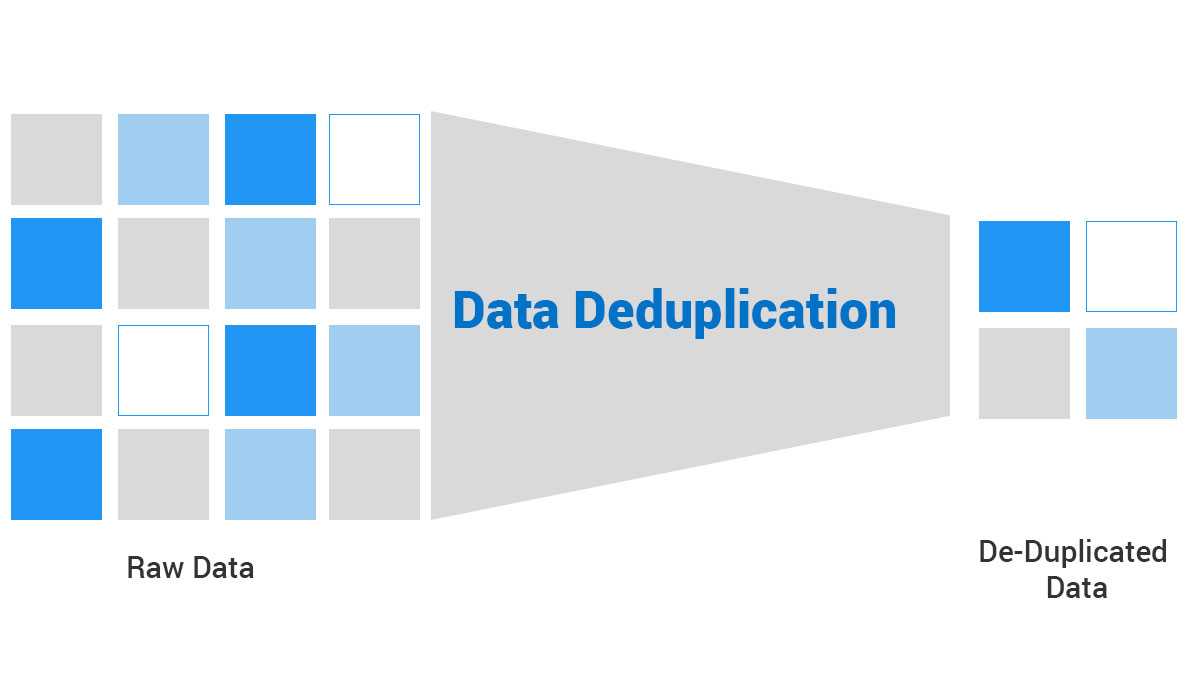 Data Deduplication
Raw Data
De-Duplicated
Data